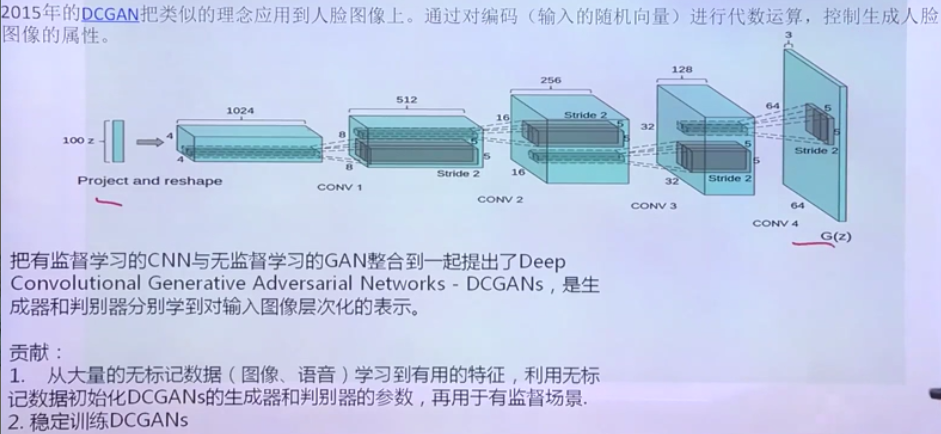 2015年的DCGAN把类似的理念应用到人脸图像上。通过对编码（输入的随机向量）进行代数运算，控制生成人脸
图像的属性。
3
128
256
64
512
1024
5
16
Stride 2
5
32
8
5
4
5
100 z
5
Stride 2
5
5
4
8
Stride 2
16
32
Stride 2
Project and reshape
CONV 1
CONV 2
CONV 3
64
CONV 4
G(z)
把有监督学习的CNN与无监督学习的GAN整合到一起提出了Deep
Convolutional Generative Adversarial Networks - DCGANs，是生
成器和判别器分别学到对输入图像层次化的表示。
贡献：
1. 从大量的无标记数据（图像、语音）学习到有用的特征，利用无标
记数据初始化DCGANs的生成器和判别器的参数，再用于有监督场景.
2. 稳定训练DCGANs